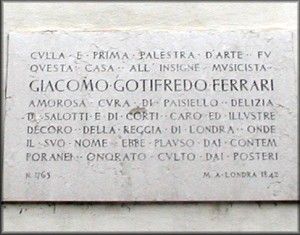 CVLLA E PRIMA PALESTRA D'ARTE FV
QVESTA CASA ALL'INSIGNE MVSICISTA
GIACOMO GOTIFREDO FERRARI
AMOROSA CVRA DI PAISIELLO DELIZIA
DI SALOTTI E DI CORTI CARO ED ILLVSTRE
DECORO DELLA REGGIA DI LONDRA ONDE
IL SVO NOME EBBE PLAVSO DAI CONTEM
PORANEI ONORATO CVLTO DAI POSTERI
N. 1763 M. A LONDRA 1842